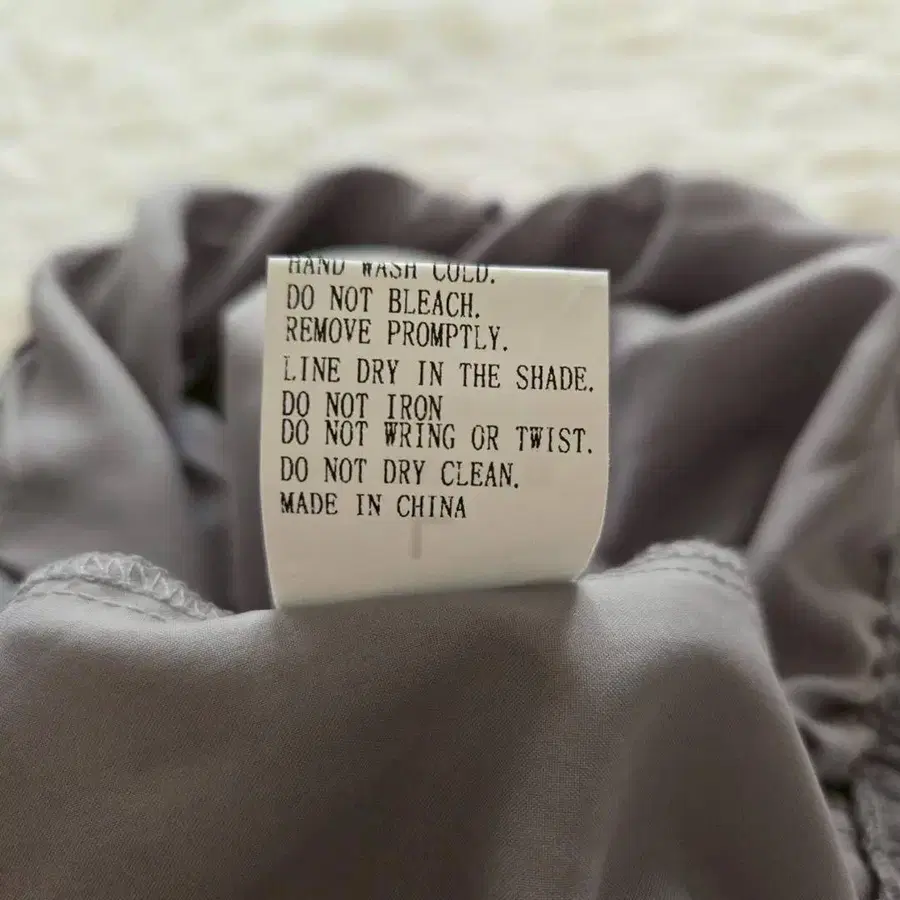 HAND WASH COLD.
DO NOT BLEACH.
REMOVE PROMPTLY.
LINE DRY IN THE SHADE.
DO NOT IRON
DO NOT WRING OR TWIST.
DO NOT DRY CLEAN.
MADE IN CHINA